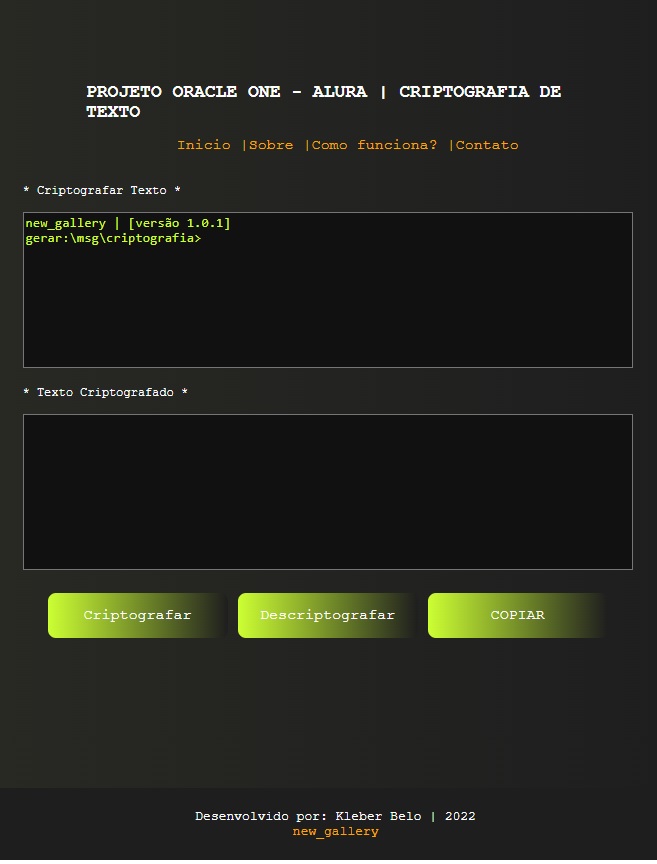 PROJETO ORACLE ONE - ALURA | CRIPTOGRAFIA DE
TEXTO
Inicio |Sobre |Como funciona? |Contato
* Criptografar Texto *
new_gallery | [versão 1.0.1]
gerar:\msg\criptografia>
* Texto Criptografado *
Criptografar Descriptografar COPIAR
Desenvolvido por: Kleber Belo | 2022
new_gallery